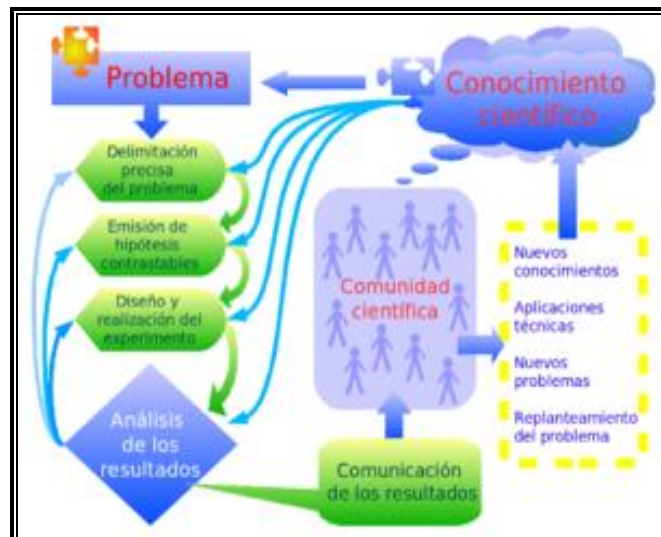 Problema
Conocimiento
científico
Delimitación
precisa
del problema
Emisión de
hipótesis
contrastables
Diseño y
realización del
experimento
Análisis
de los
resultados
Comunidad
científica
Comunicación
de los resultados
Nuevos
conocimientos
Aplicaciones
técnicas
Nuevos
problemas
Replanteamiento
del problema